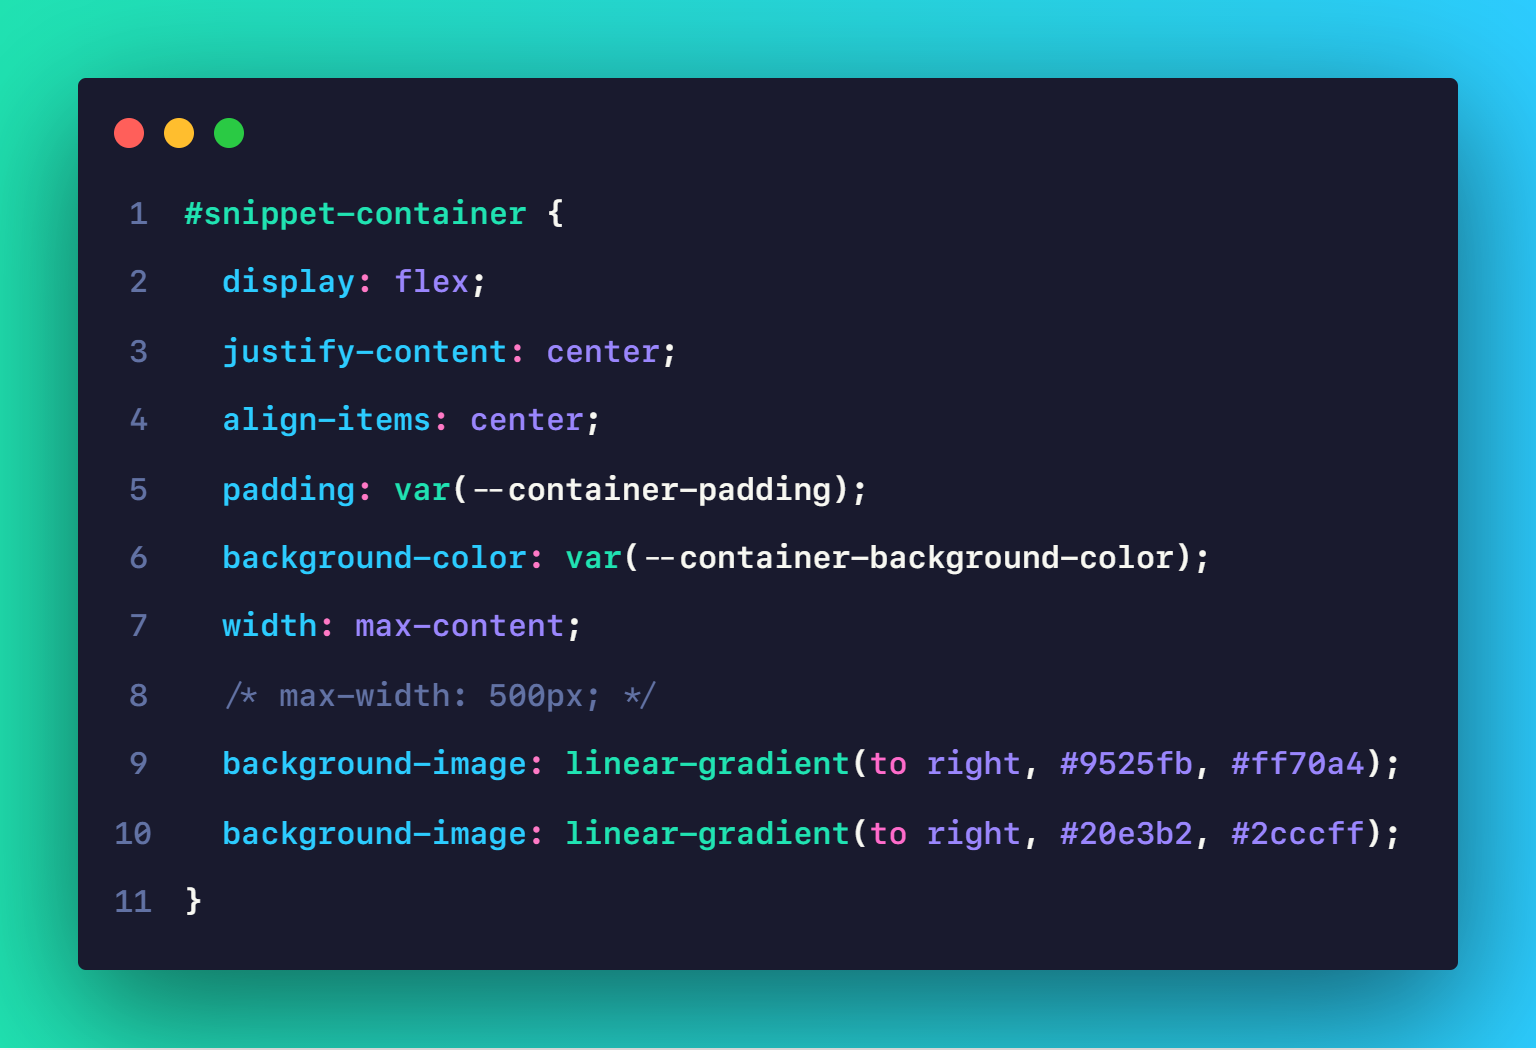 1 #snippet-container {
2   display: flex;
3   justify-content: center;
4   align-items: center;
5   padding: var(--container-padding);
6   background-color: var(--container-background-color);
7   width: max-content;
8   /* max-width: 500px; */
9   background-image: linear-gradient(to right, #9525fb, #ff70a4);
10   background-image: linear-gradient(to right, #20e3b2, #2cccff);
11 }